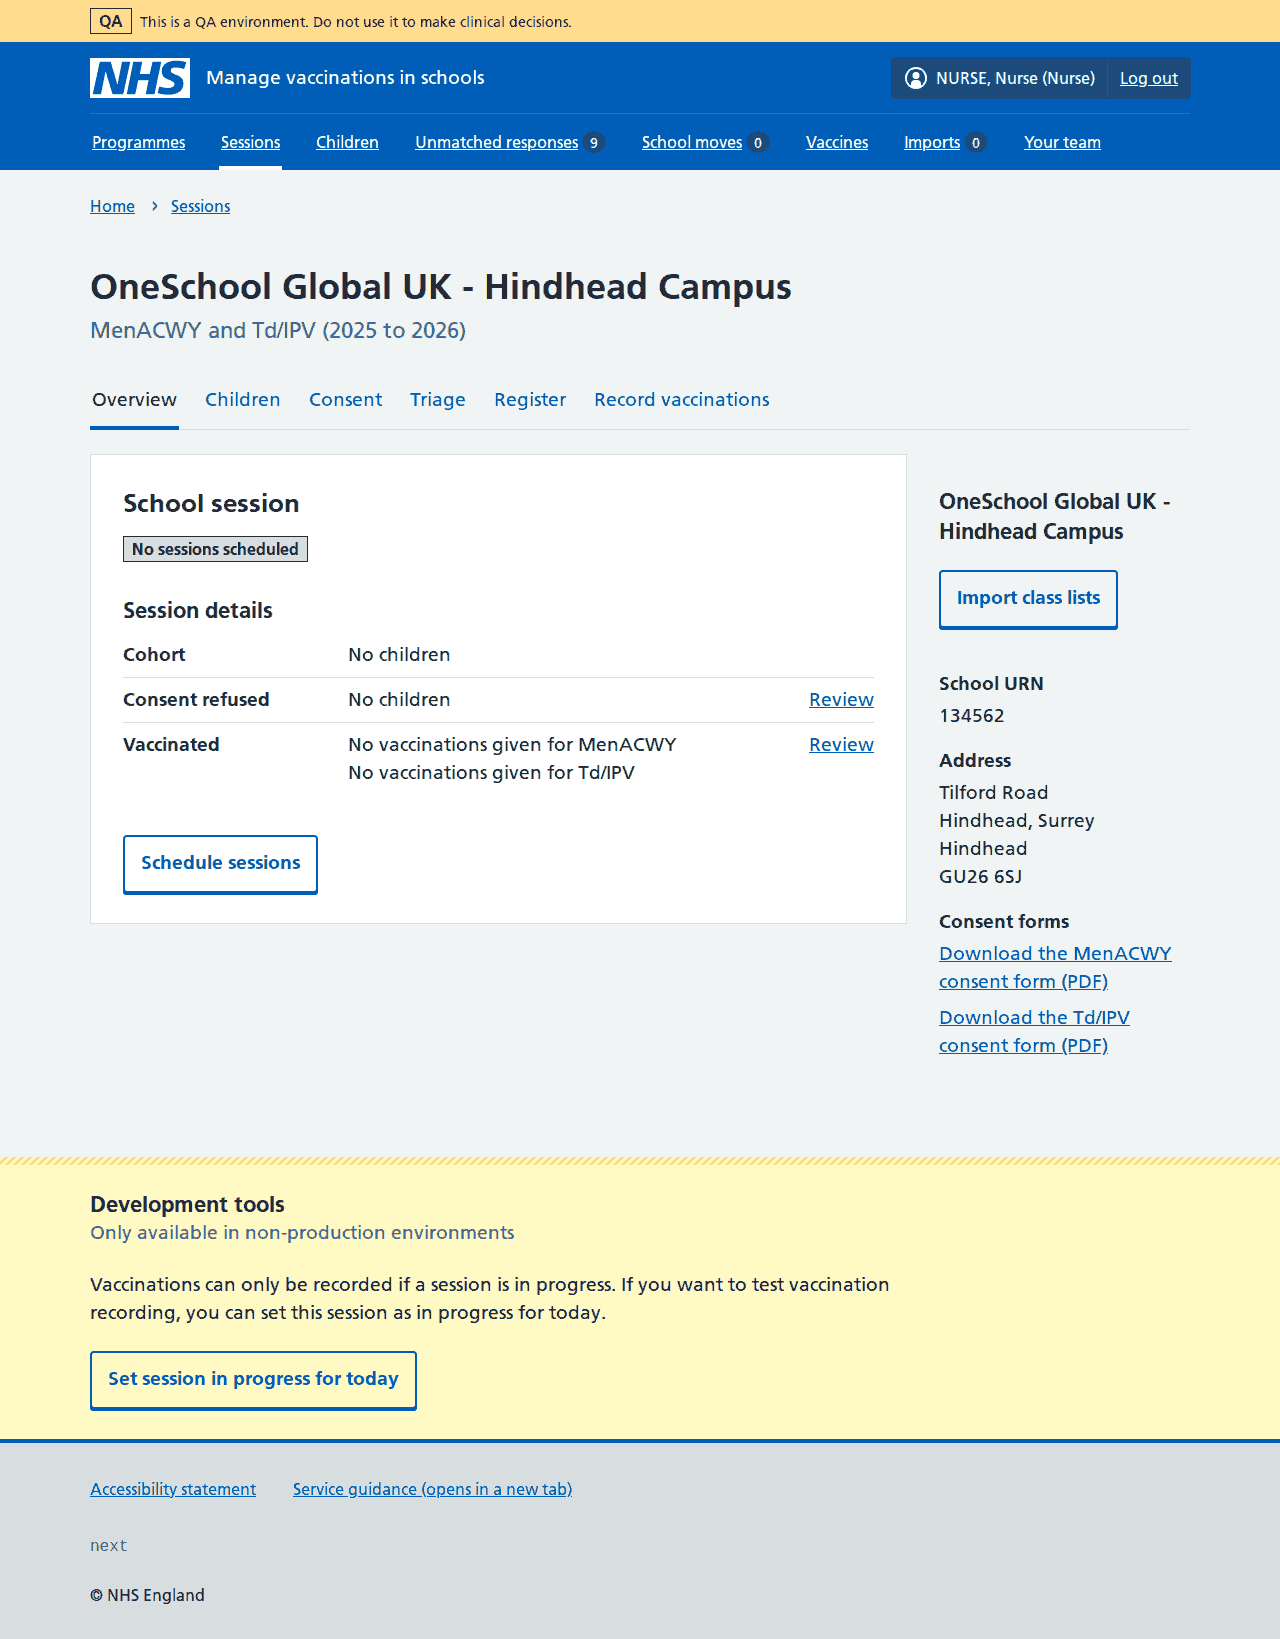 QA This is a QA environment. Do not use it to make clinical decisions.
NHS Manage vaccinations in schools NURSE, Nurse (Nurse) Log out
Programmes Sessions Children Unmatched responses 9 School moves 0 Vaccines Imports 0 Your team
Home › Sessions
OneSchool Global UK - Hindhead Campus
MenACWY and Td/IPV (2025 to 2026)
Overview Children Consent Triage Register Record vaccinations
School session
No sessions scheduled
Session details
Cohort No children
Consent refused No children Review
Vaccinated No vaccinations given for MenACWY Review
No vaccinations given for Td/IPV
Schedule sessions
OneSchool Global UK -
Hindhead Campus
Import class lists
School URN
134562
Address
Tilford Road
Hindhead, Surrey
Hindhead
GU26 6SJ
Consent forms
Download the MenACWY
consent form (PDF)
Download the Td/IPV
consent form (PDF)
Development tools
Only available in non-production environments
Vaccinations can only be recorded if a session is in progress. If you want to test vaccination
recording, you can set this session as in progress for today.
Set session in progress for today
Accessibility statement Service guidance (opens in a new tab)
next
© NHS England